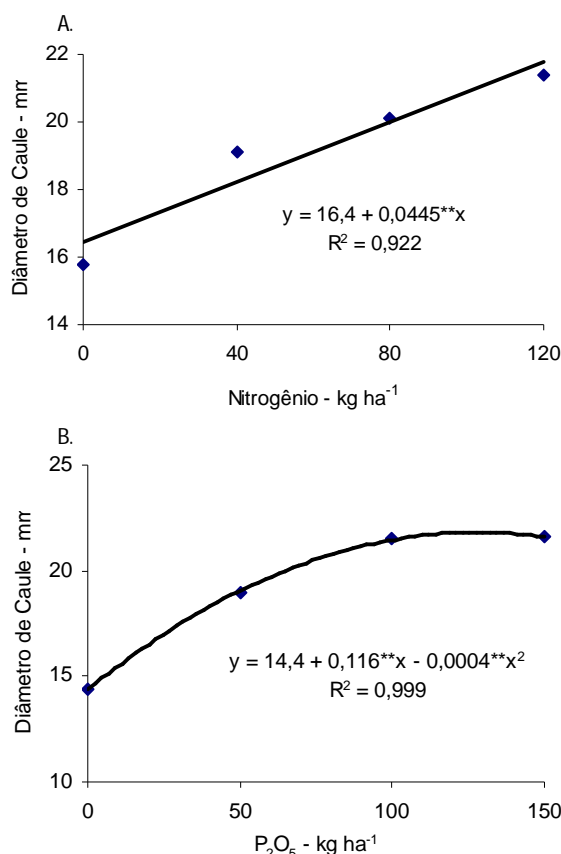 A.
22
20
18
16
14
Diâmetro de Caule - mm
y = 16,4 + 0,0445**x
R² = 0,922
0 40 80 120
Nitrogênio - kg ha⁻¹
B.
25
20
15
10
Diâmetro de Caule - mm
y = 14,4 + 0,116**x - 0,0004**x²
R² = 0,999
0 50 100 150
P₂O₅ - kg ha⁻¹